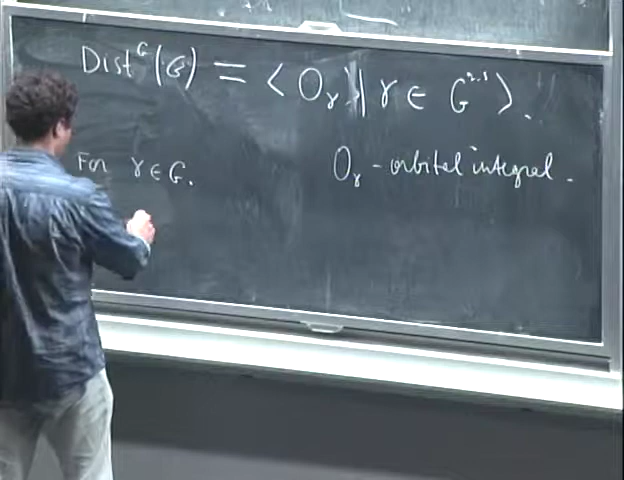 Dist^G(G) = < O_γ | γ ∈ G^{r.s} >.
For γ ∈ G.
O_γ - orbital integral.